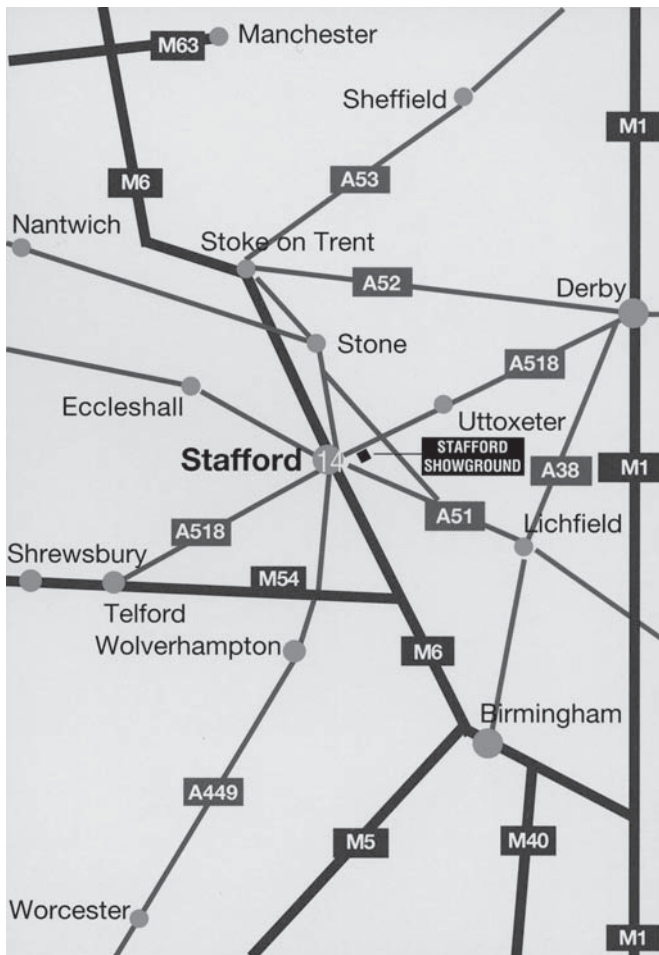 M63
Manchester
Sheffield
M1
M6
A53
Nantwich
Stoke on Trent
A52
Derby
Stone
A518
Eccleshall
Uttoxeter
Stafford
14
STAFFORD
SHOWGROUND
A38
M1
A51
Lichfield
A518
Shrewsbury
M54
Telford
Wolverhampton
M6
Birmingham
A449
M5
M40
Worcester
M1